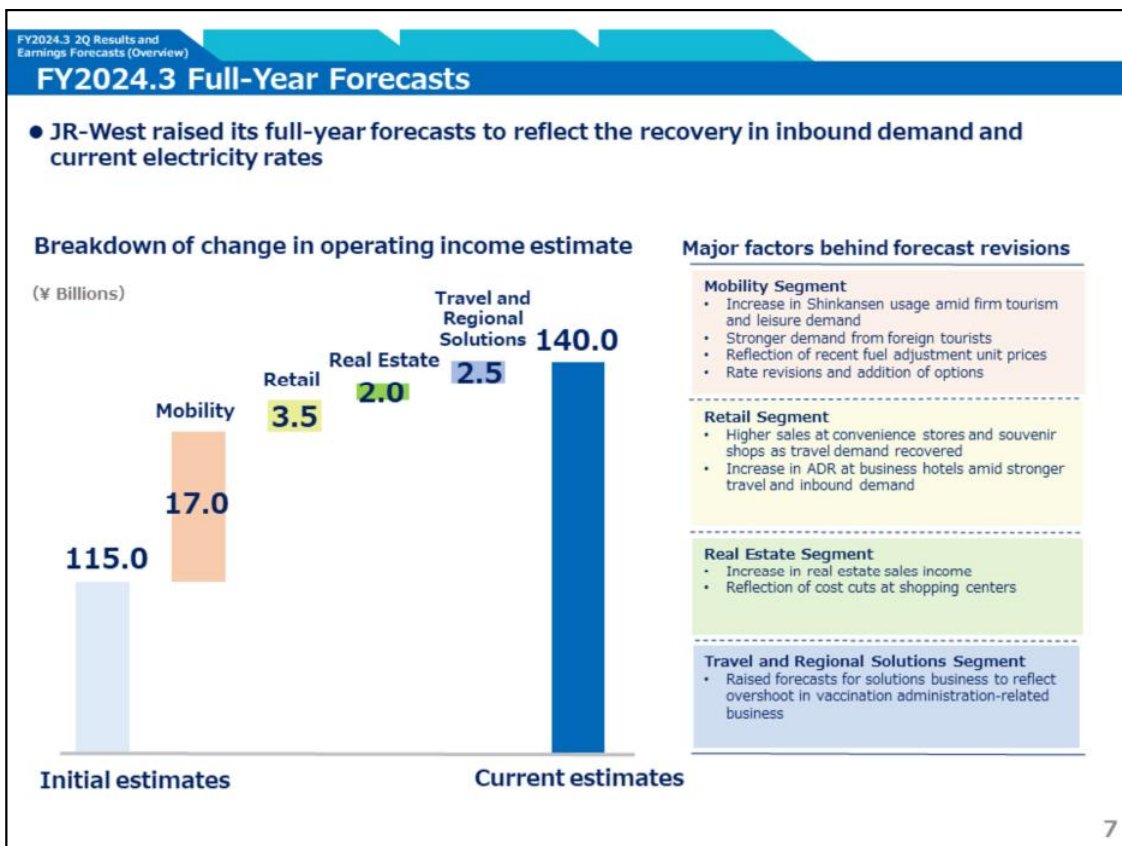 FY2024.3 2Q Results and
Earnings Forecasts (Overview)
FY2024.3 Full-Year Forecasts
● JR-West raised its full-year forecasts to reflect the recovery in inbound demand and
current electricity rates
Breakdown of change in operating income estimate
(¥ Billions)
115.0
Mobility
17.0
Retail
3.5
Real Estate
2.0
Travel and
Regional
Solutions
2.5
140.0
Initial estimates
Current estimates
Major factors behind forecast revisions
Mobility Segment
• Increase in Shinkansen usage amid firm tourism
and leisure demand
• Stronger demand from foreign tourists
• Reflection of recent fuel adjustment unit prices
• Rate revisions and addition of options
Retail Segment
• Higher sales at convenience stores and souvenir
shops as travel demand recovered
• Increase in ADR at business hotels amid stronger
travel and inbound demand
Real Estate Segment
• Increase in real estate sales income
• Reflection of cost cuts at shopping centers
Travel and Regional Solutions Segment
• Raised forecasts for solutions business to reflect
overshoot in vaccination administration-related
business
7